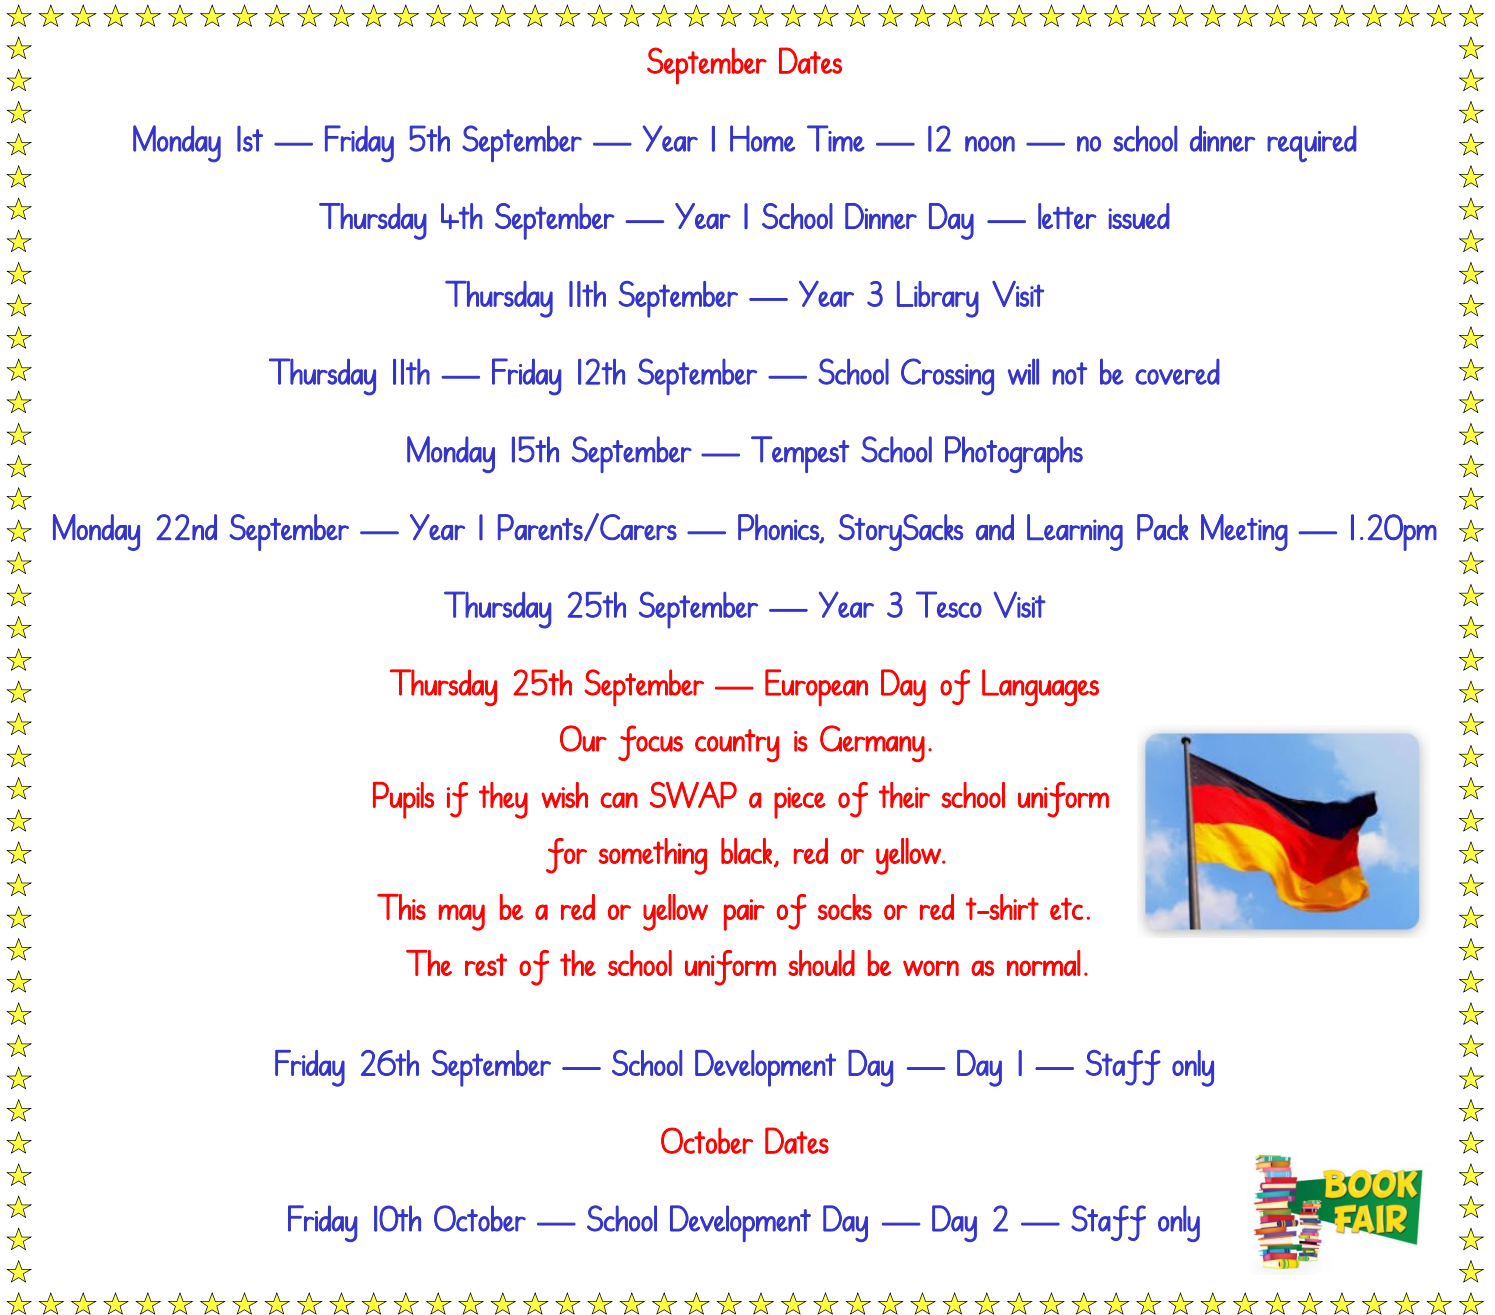 September Dates
Monday 1st — Friday 5th September — Year 1 Home Time — 12 noon — no school dinner required
Thursday 4th September — Year 1 School Dinner Day — letter issued
Thursday 11th September — Year 3 Library Visit
Thursday 11th — Friday 12th September — School Crossing will not be covered
Monday 15th September — Tempest School Photographs
Monday 22nd September — Year 1 Parents/Carers — Phonics, StorySacks and Learning Pack Meeting — 1.20pm
Thursday 25th September — Year 3 Tesco Visit
Thursday 25th September — European Day of Languages
Our focus country is Germany.
Pupils if they wish can SWAP a piece of their school uniform
for something black, red or yellow.
This may be a red or yellow pair of socks or red t-shirt etc.
The rest of the school uniform should be worn as normal.
Friday 26th September — School Development Day — Day 1 — Staff only
October Dates
Friday 10th October — School Development Day — Day 2 — Staff only
BOOK
FAIR